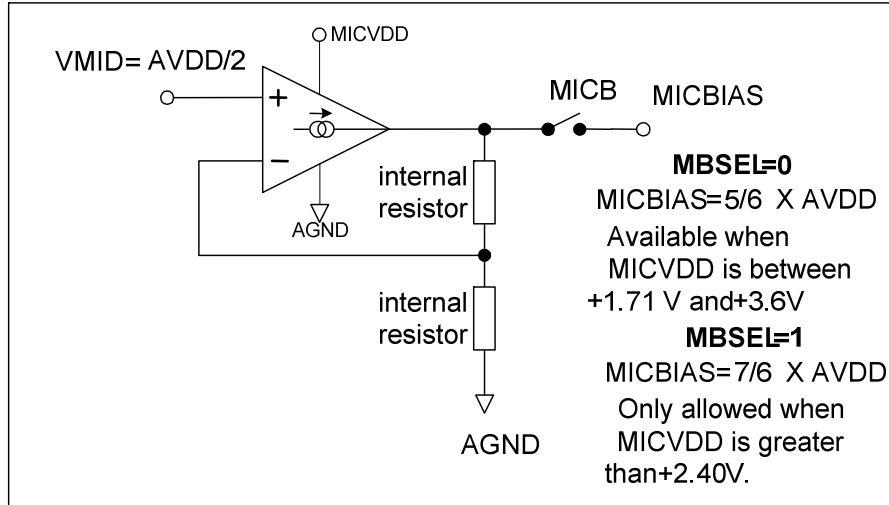 MICVDD
VMID= AVDD/2
MICB
MICBIAS
+
−
AGND
internal
resistor
internal
resistor
AGND
MBSEL=0
MICBIAS=5/6 X AVDD
Available when
MICVDD is between
+1.71 V and+3.6V
MBSEL=1
MICBIAS=7/6 X AVDD
Only allowed when
MICVDD is greater
than+2.40V.